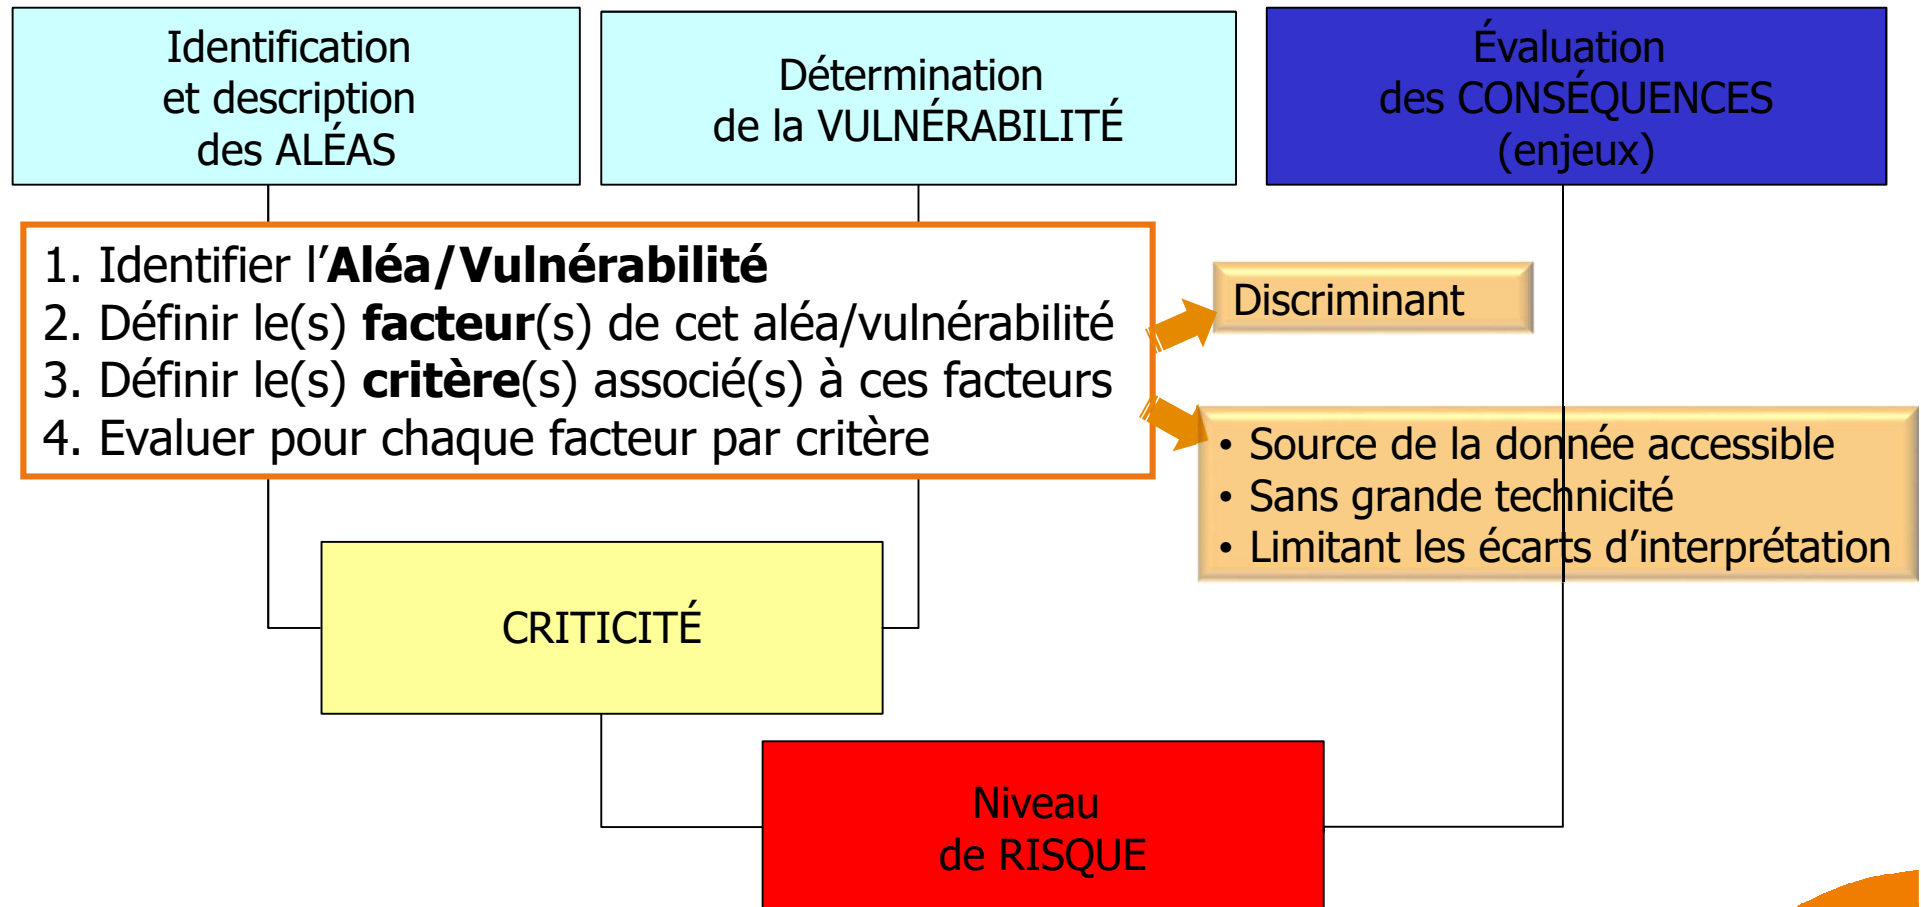 Identification
et description
des ALÉAS
Détermination
de la VULNÉRABILITÉ
Évaluation
des CONSÉQUENCES
(enjeux)
1. Identifier l’Aléa/Vulnérabilité
2. Définir le(s) facteur(s) de cet aléa/vulnérabilité
3. Définir le(s) critère(s) associé(s) à ces facteurs
4. Evaluer pour chaque facteur par critère
Discriminant
• Source de la donnée accessible
• Sans grande technicité
• Limitant les écarts d’interprétation
CRITICITÉ
Niveau
de RISQUE